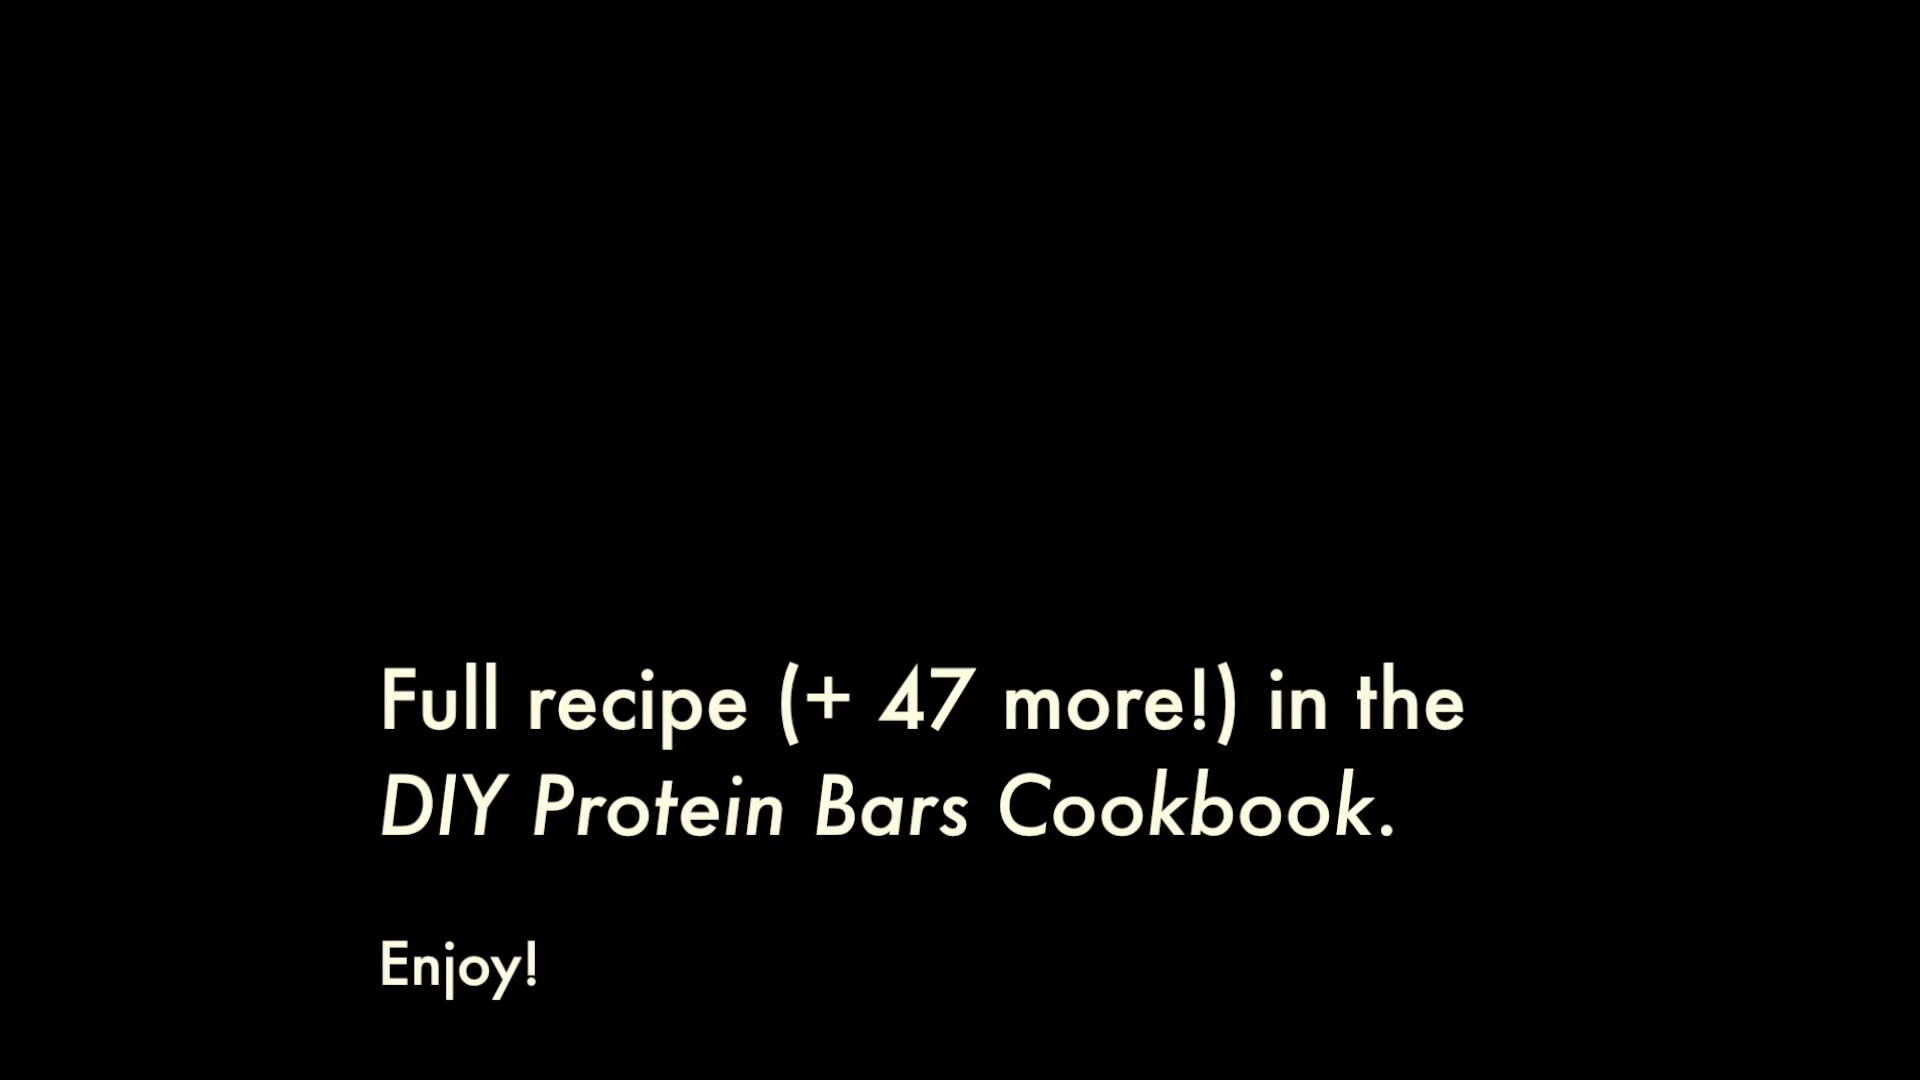 Full recipe (+ 47 more!) in the
DIY Protein Bars Cookbook.
Enjoy!